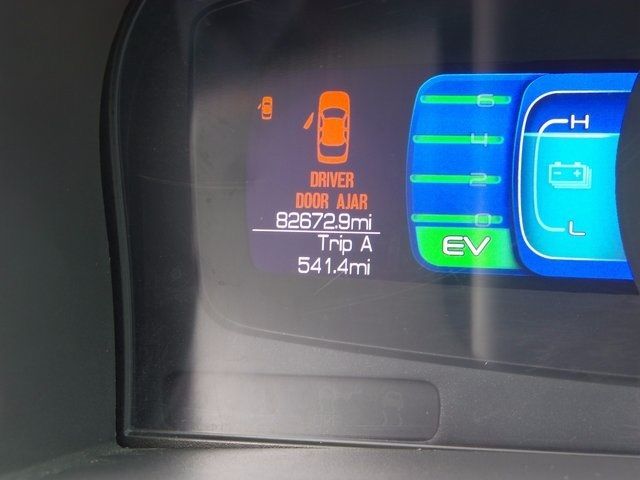 DRIVER
DOOR AJAR
82672.9mi
Trip A
541.4mi
6
4
2
0
EV
H
- +
L